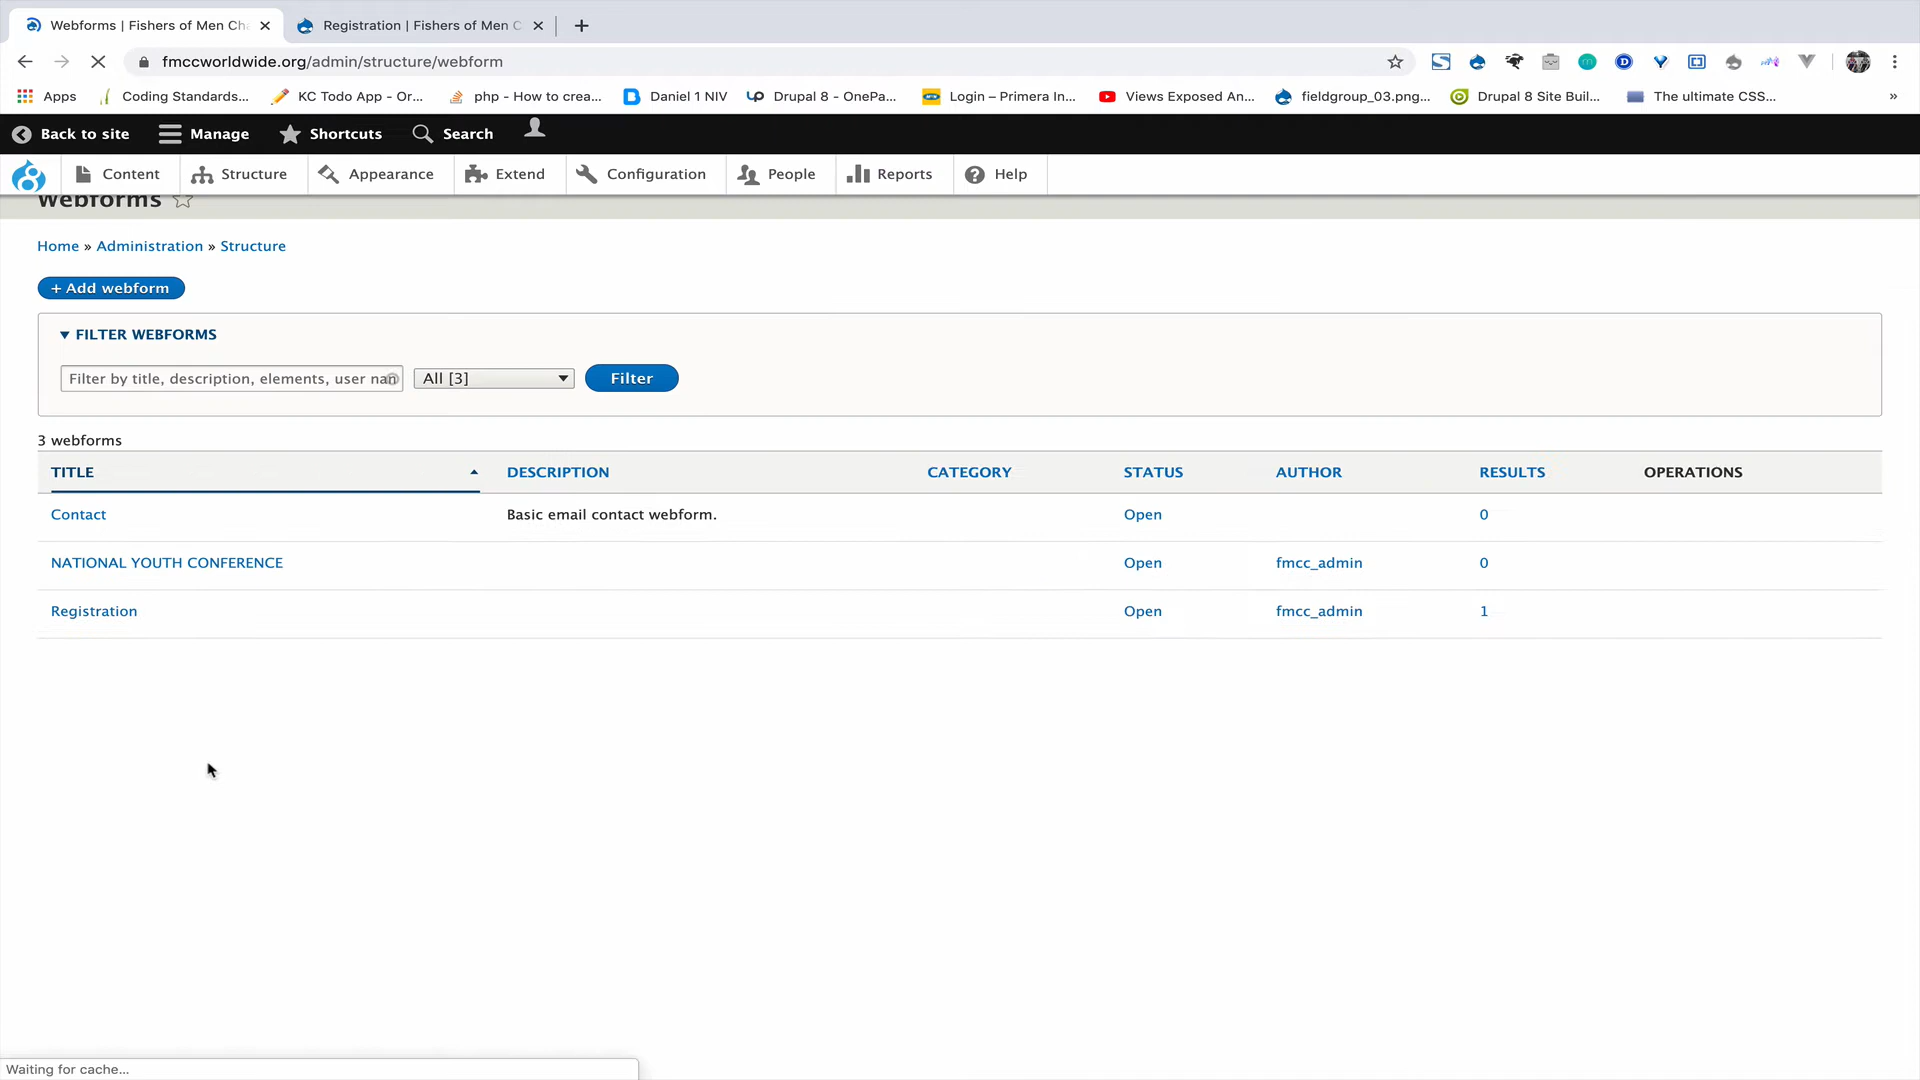 Webforms | Fishers of Men Ch
Registration | Fishers of Men C
fmccworldwide.org/admin/structure/webform
Apps
Coding Standards...
KC Todo App - Or...
php - How to crea...
Daniel 1 NIV
Drupal 8 - OnePa...
Login – Primera In...
Views Exposed An...
fieldgroup_03.png...
Drupal 8 Site Buil...
The ultimate CSS...
»
Back to site
Manage
Shortcuts
Search
Content
Structure
Appearance
Extend
Configuration
People
Reports
Help
Webforms
Home » Administration » Structure
+ Add webform
▼ FILTER WEBFORMS
Filter by title, description, elements, user nan
All [3]
Filter
3 webforms
TITLE DESCRIPTION CATEGORY STATUS AUTHOR RESULTS OPERATIONS
Contact Basic email contact webform. Open 0
NATIONAL YOUTH CONFERENCE Open fmcc_admin 0
Registration Open fmcc_admin 1
Waiting for cache...